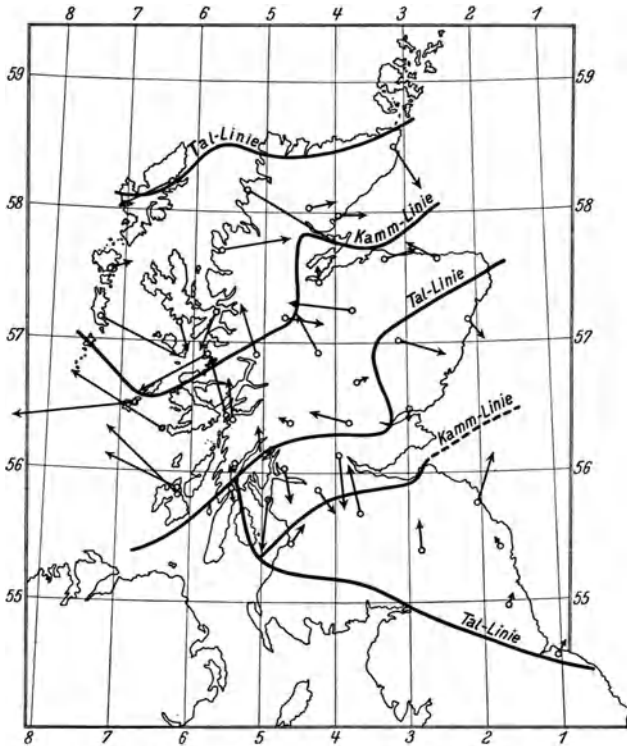 8 7 6 5 4 3 2 1
59 59
Tal-Linie
58 58
Kamm-Linie
Tal-Linie
57 57
Kamm-Linie
56 56
55 55
Tal-Linie
8 7 6 5 4 3 2 1 0